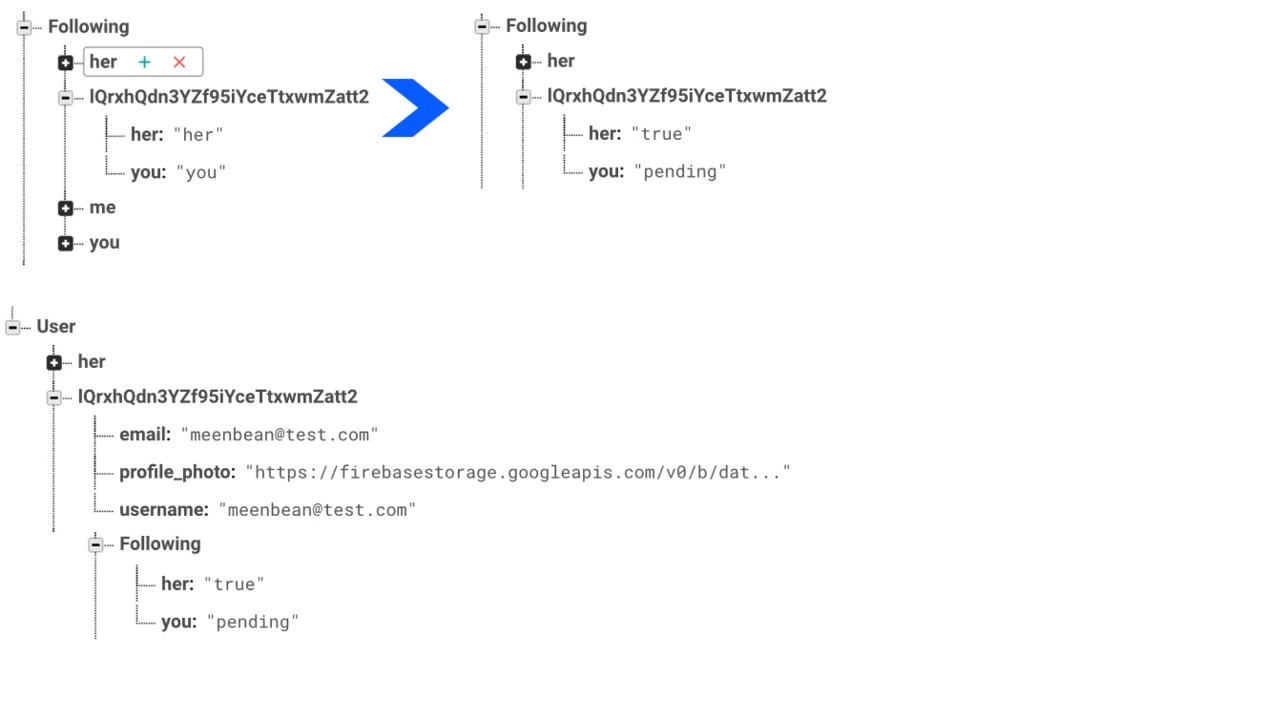 Following
her
lQrxhQdn3YZf95iYceTtxwmZatt2
her: "her"
you: "you"
me
you
Following
her
lQrxhQdn3YZf95iYceTtxwmZatt2
her: "true"
you: "pending"
User
her
lQrxhQdn3YZf95iYceTtxwmZatt2
email: "meenbean@test.com"
profile_photo: "https://firebasestorage.googleapis.com/v0/b/dat..."
username: "meenbean@test.com"
Following
her: "true"
you: "pending"